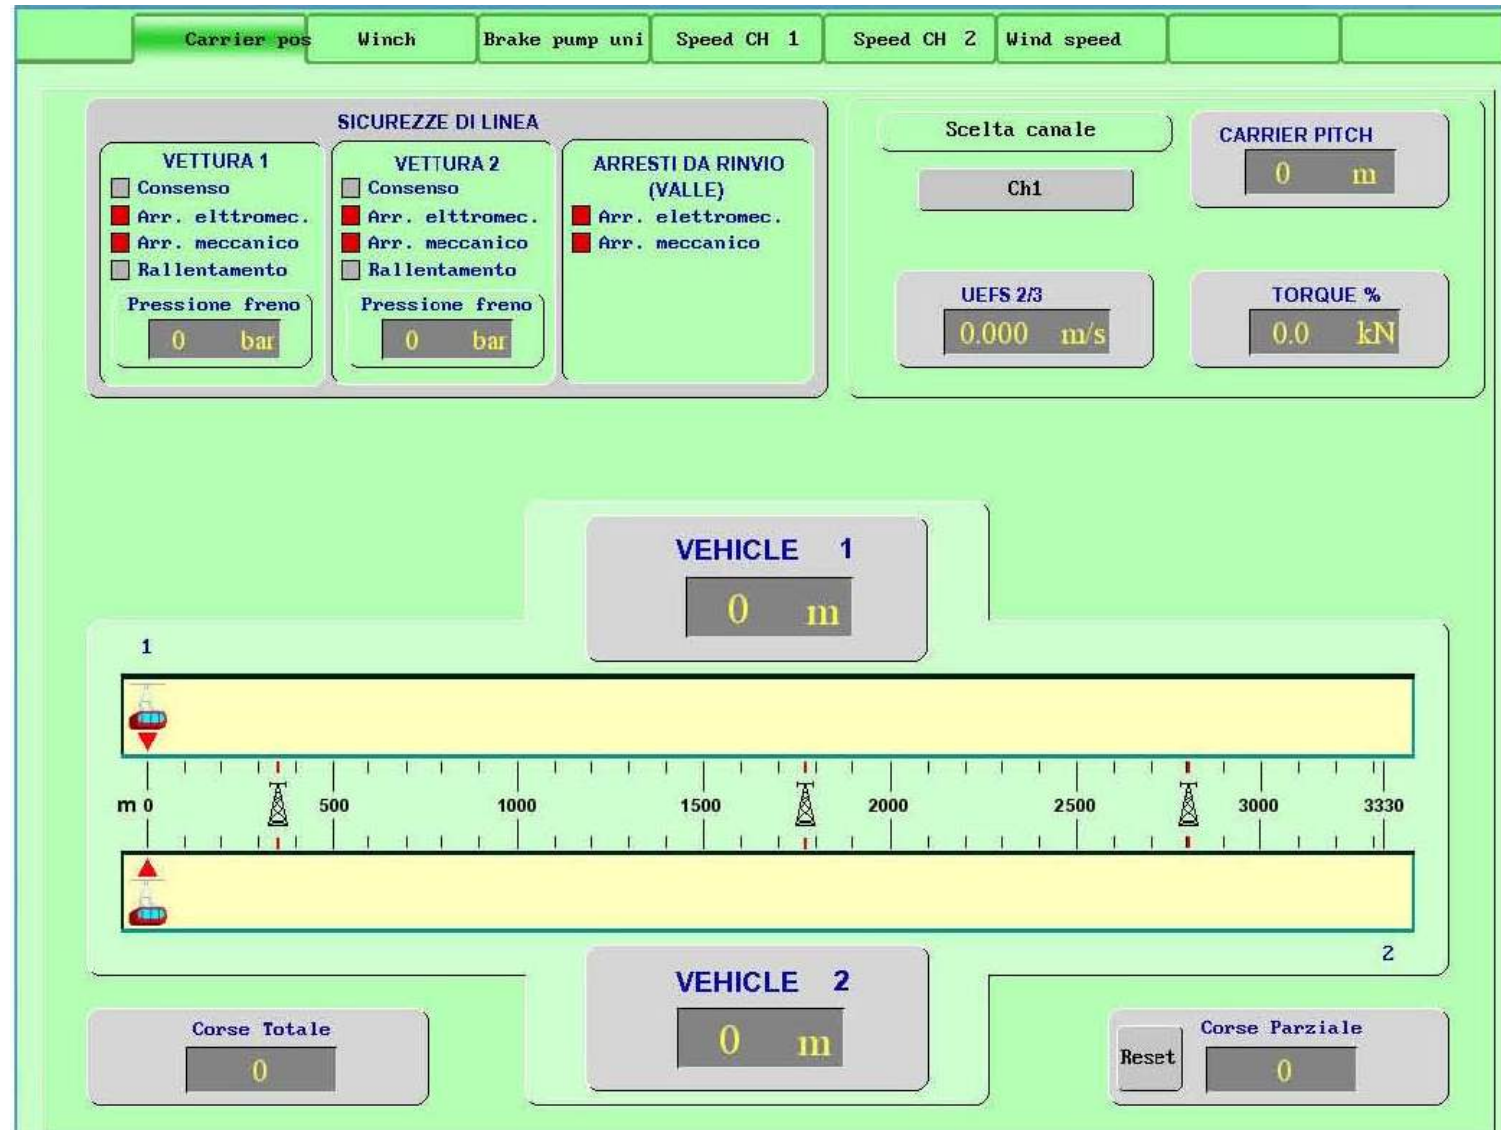 Carrier pos Winch Brake pump uni Speed CH 1 Speed CH 2 Wind speed
SICUREZZE DI LINEA
VETTURA 1
Consenso
Arr. elttromec.
Arr. meccanico
Rallentamento
Pressione freno
0 bar
VETTURA 2
Consenso
Arr. elttromec.
Arr. meccanico
Rallentamento
Pressione freno
0 bar
ARRESTI DA RINVIO
(VALLE)
Arr. elettromec.
Arr. meccanico
Scelta canale
Ch1
CARRIER PITCH
0 m
UEFS 2/3
0.000 m/s
TORQUE %
0.0 kN
VEHICLE 1
0 m
1
m 0 500 1000 1500 2000 2500 3000 3330
2
VEHICLE 2
0 m
Corse Totale
0
Reset
Corse Parziale
0